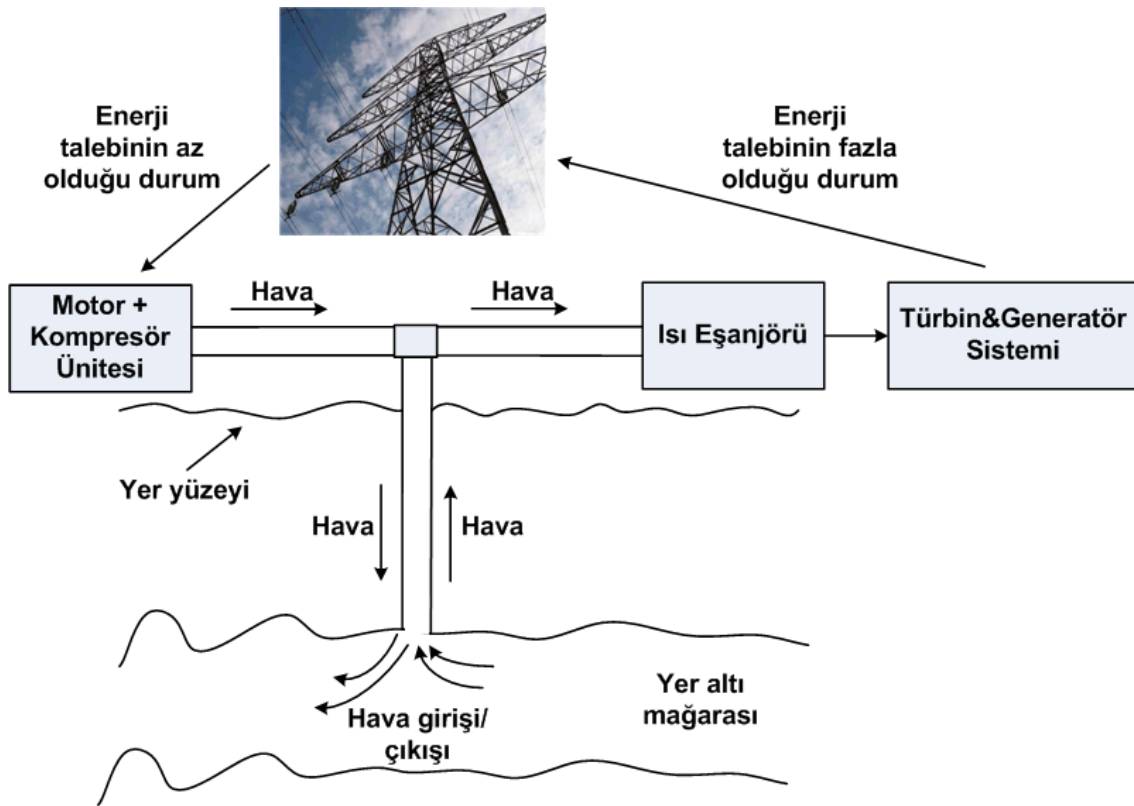 Enerji
talebinin az
olduğu durum
Enerji
talebinin fazla
olduğu durum
Motor +
Kompresör
Ünitesi
Hava
Hava
Isı Eşanjörü
Türbin&Generatör
Sistemi
Yer yüzeyi
Hava
Hava
Hava girişi/
çıkışı
Yer altı
mağarası